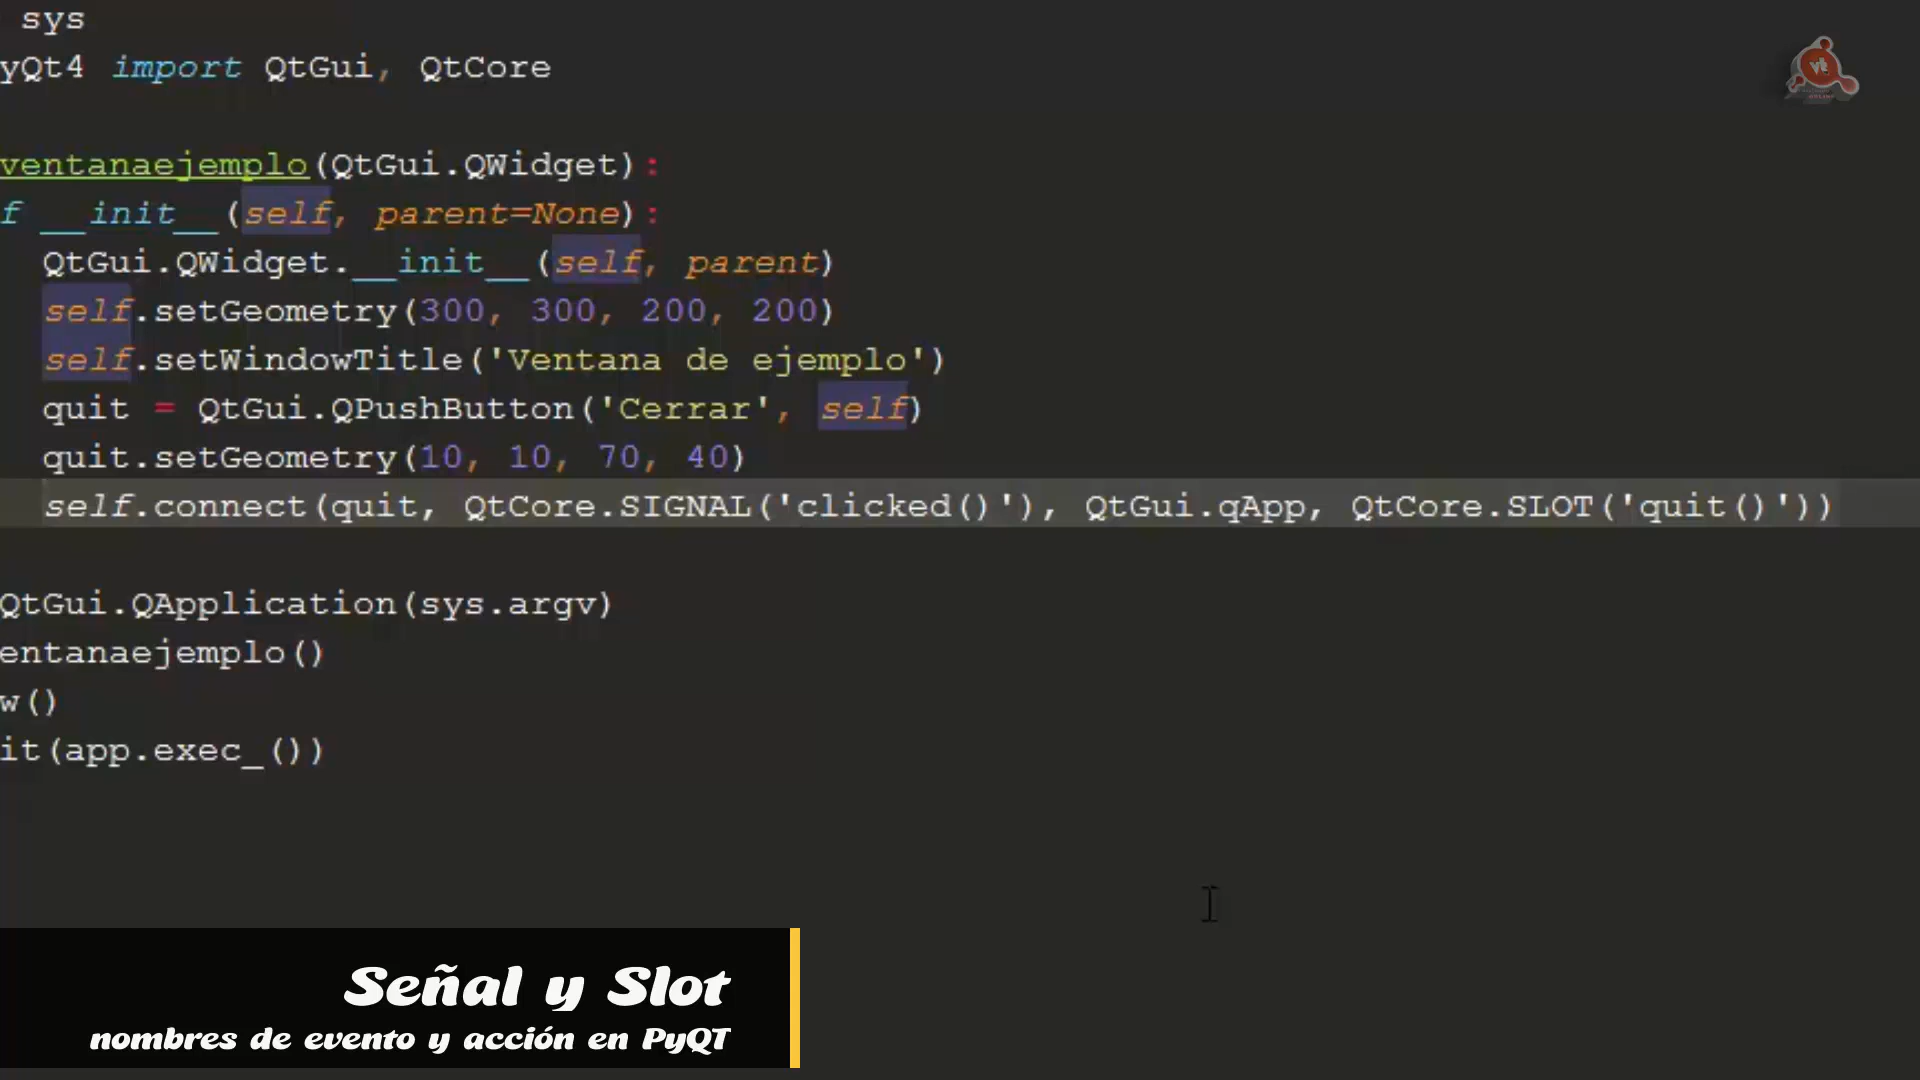 sys
yQt4 import QtGui, QtCore
vt
ventanaejemplo(QtGui.QWidget):
f __init__(self, parent=None):
QtGui.QWidget.__init__(self, parent)
self.setGeometry(300, 300, 200, 200)
self.setWindowTitle('Ventana de ejemplo')
quit = QtGui.QPushButton('Cerrar', self)
quit.setGeometry(10, 10, 70, 40)
self.connect(quit, QtCore.SIGNAL('clicked()'), QtGui.qApp, QtCore.SLOT('quit()'))
QtGui.QApplication(sys.argv)
entanaejemplo()
w()
it(app.exec_())
Señal y Slot
nombres de evento y acción en PyQT